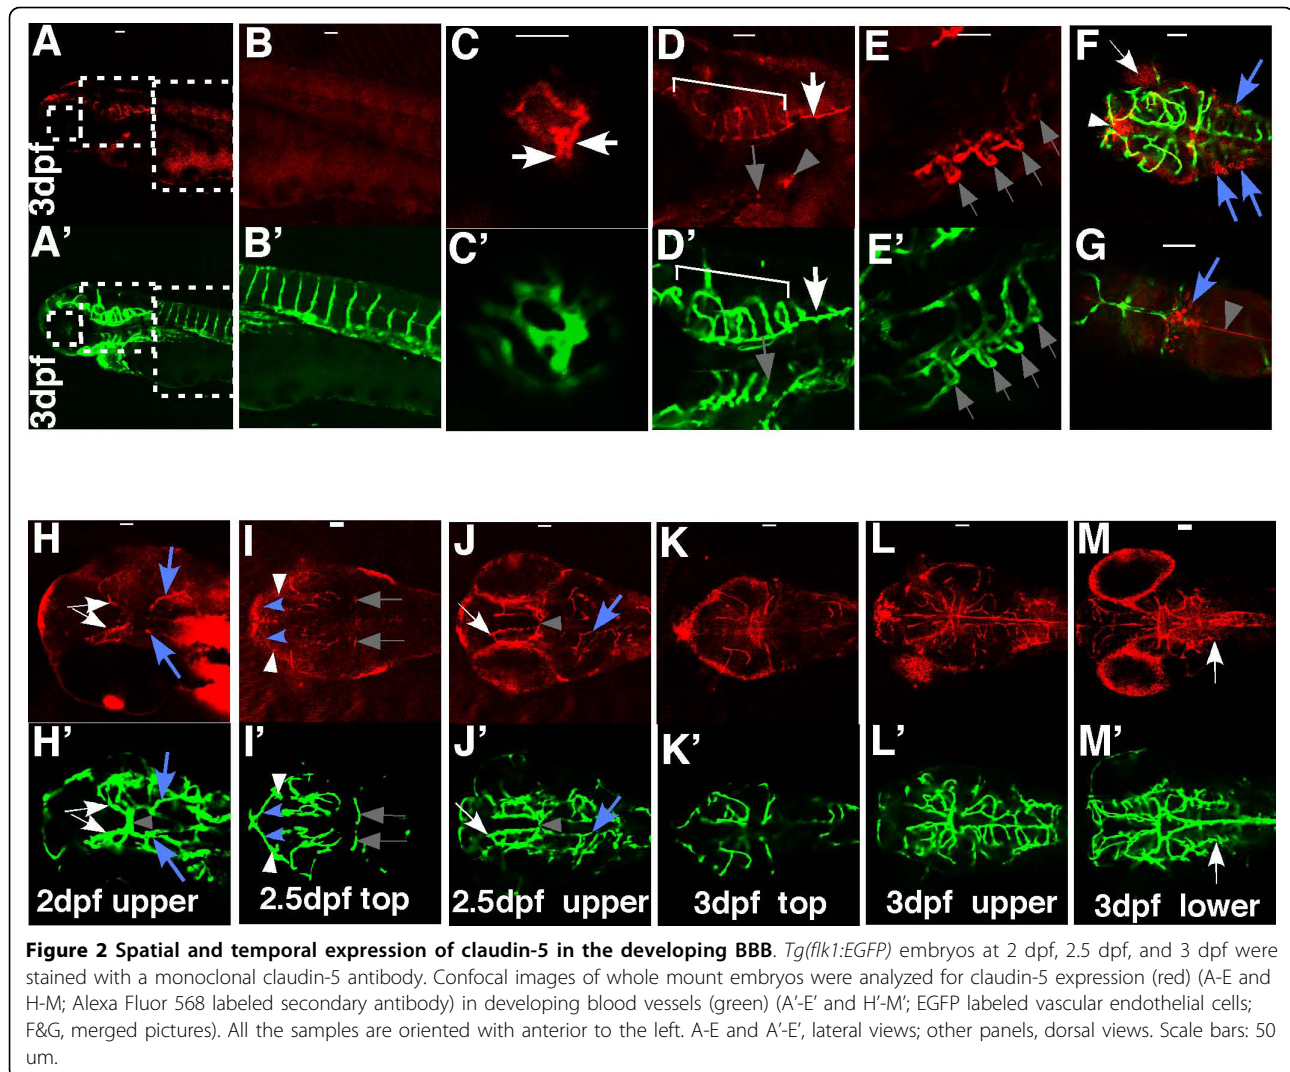 A B C D E F
3dpf
A' B' C' D' E' G
3dpf
H I J K L M
H' I' J' K' L' M'
2dpf upper 2.5dpf top 2.5dpf upper 3dpf top 3dpf upper 3dpf lower
Figure 2 Spatial and temporal expression of claudin-5 in the developing BBB. Tg(flk1:EGFP) embryos at 2 dpf, 2.5 dpf, and 3 dpf were
stained with a monoclonal claudin-5 antibody. Confocal images of whole mount embryos were analyzed for claudin-5 expression (red) (A-E and
H-M; Alexa Fluor 568 labeled secondary antibody) in developing blood vessels (green) (A'-E' and H'-M'; EGFP labeled vascular endothelial cells;
F&G, merged pictures). All the samples are oriented with anterior to the left. A-E and A'-E', lateral views; other panels, dorsal views. Scale bars: 50
um.